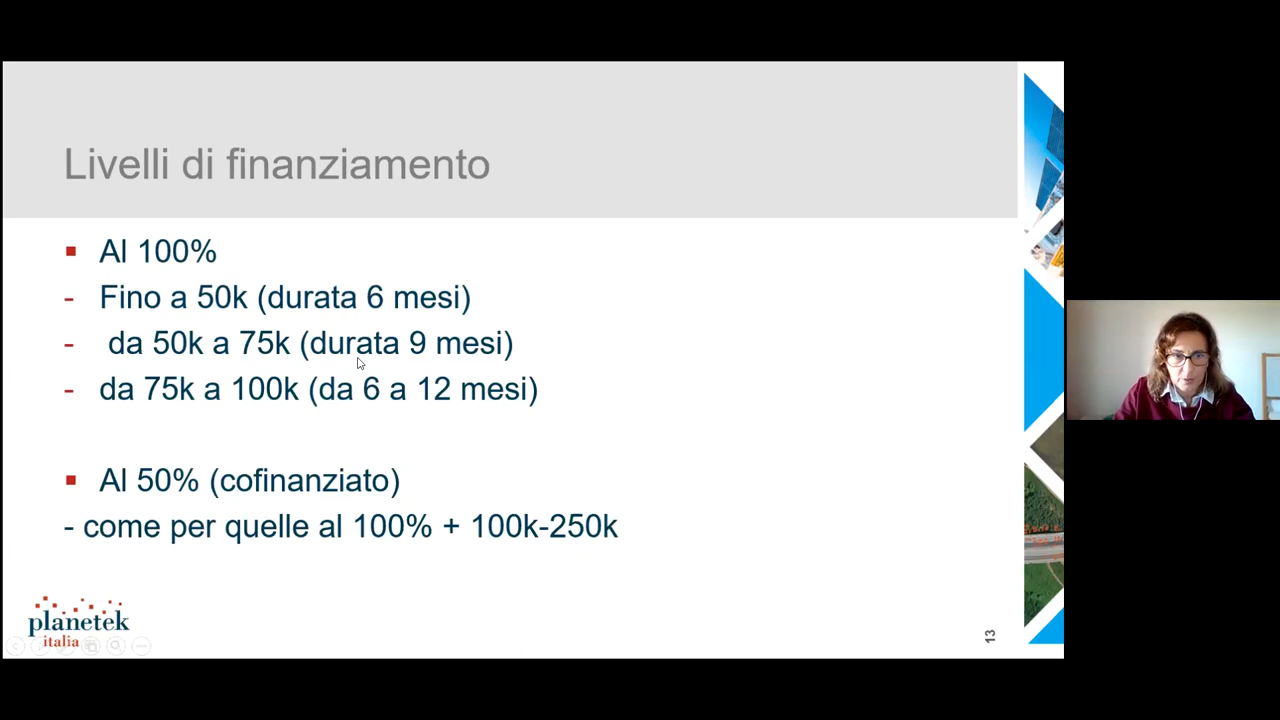 Livelli di finanziamento
Al 100%
- Fino a 50k (durata 6 mesi)
- da 50k a 75k (durata 9 mesi)
- da 75k a 100k (da 6 a 12 mesi)
Al 50% (cofinanziato)
- come per quelle al 100% + 100k-250k
planetek
italia
13